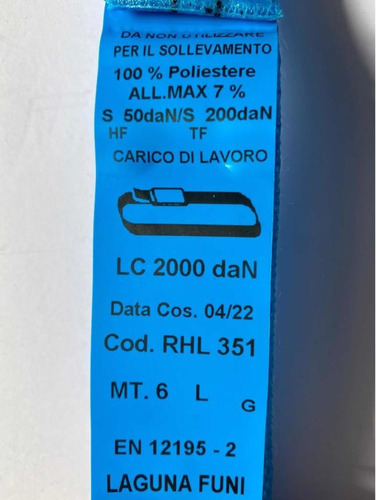 DA NON UTILIZZARE
PER IL SOLLEVAMENTO
100 % Poliestere
ALL.MAX 7 %
S 50daN/S 200daN
HF TF
CARICO DI LAVORO
LC 2000 daN
Data Cos. 04/22
Cod. RHL 351
MT. 6 L G
EN 12195 - 2
LAGUNA FUNI